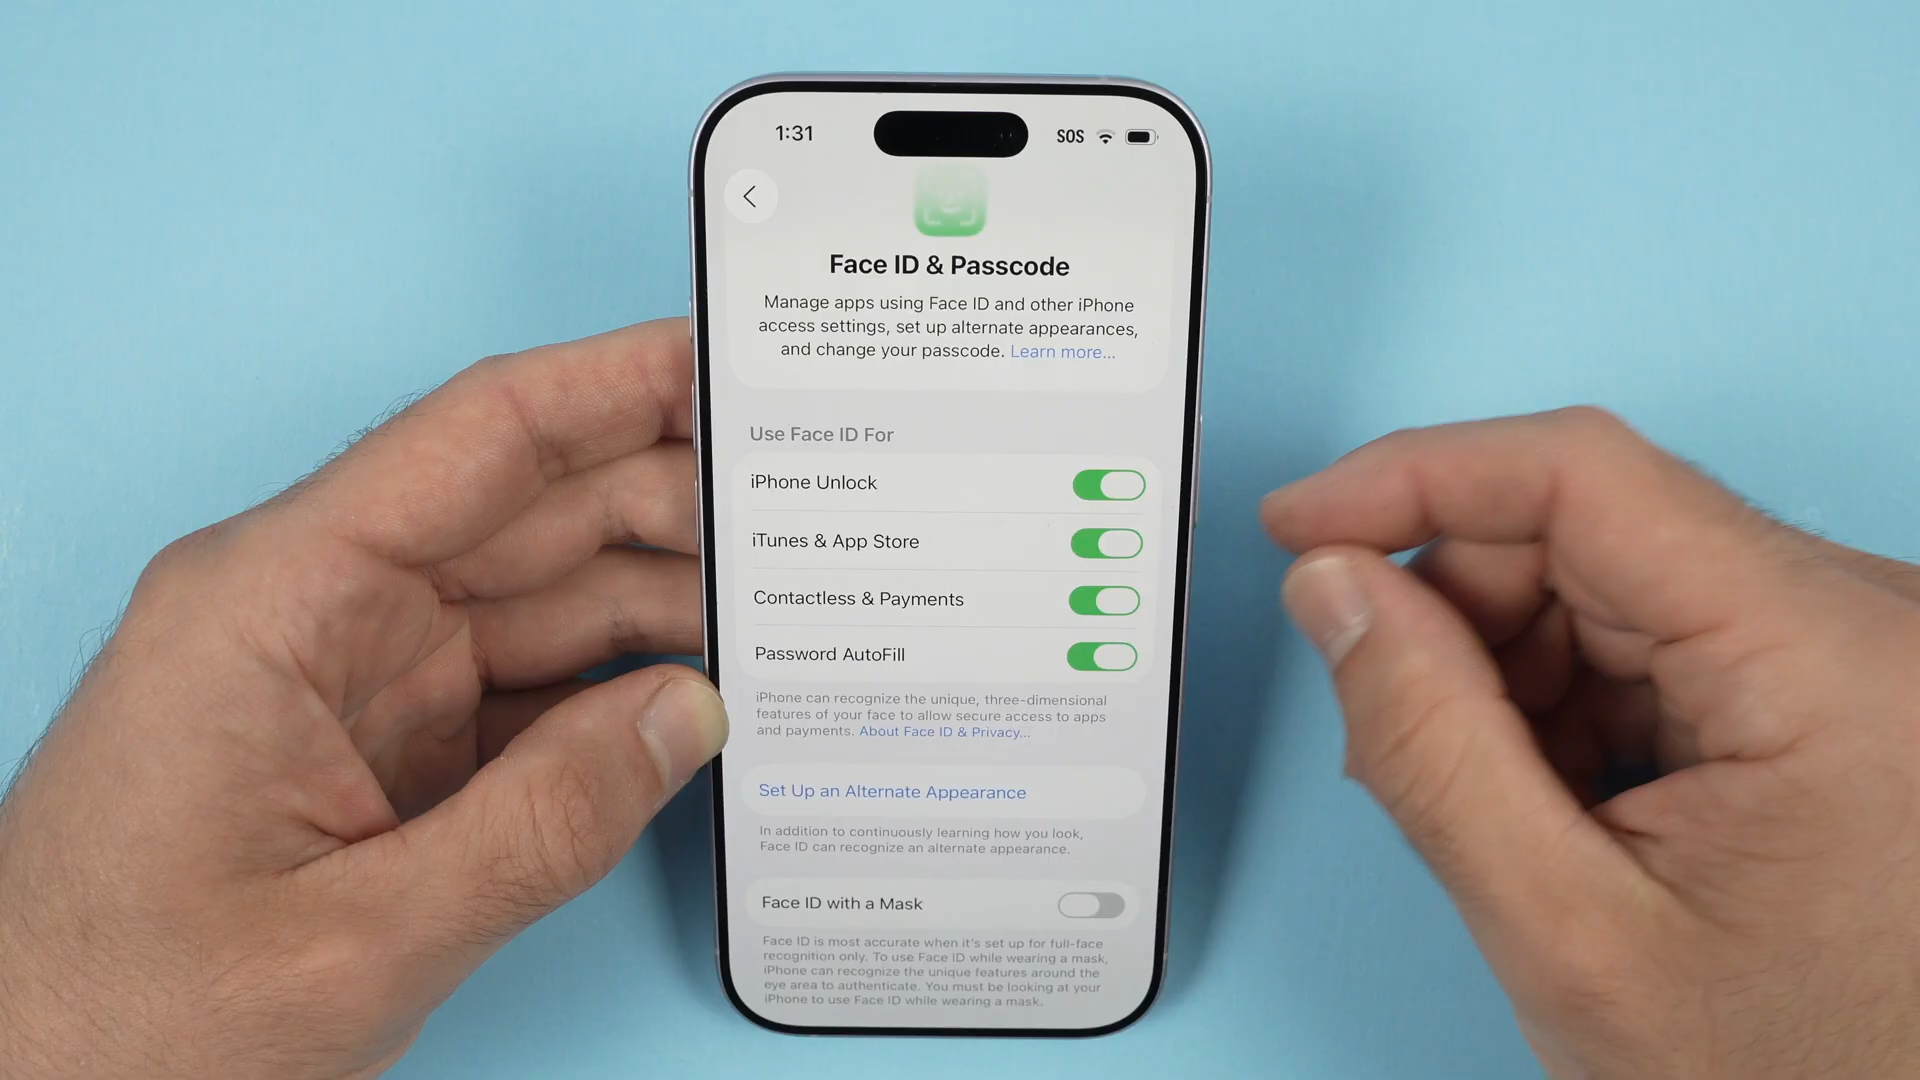 1:31
SOS
Face ID & Passcode
Manage apps using Face ID and other iPhone
access settings, set up alternate appearances,
and change your passcode. Learn more...
Use Face ID For
iPhone Unlock
iTunes & App Store
Contactless & Payments
Password AutoFill
iPhone can recognize the unique, three-dimensional
features of your face to allow secure access to apps
and payments. About Face ID & Privacy...
Set Up an Alternate Appearance
In addition to continuously learning how you look,
Face ID can recognize an alternate appearance.
Face ID with a Mask
Face ID is most accurate when it's set up for full-face
recognition only. To use Face ID while wearing a mask,
iPhone can recognize the unique features around the
eye area to authenticate. You must be looking at your
iPhone to use Face ID while wearing a mask.